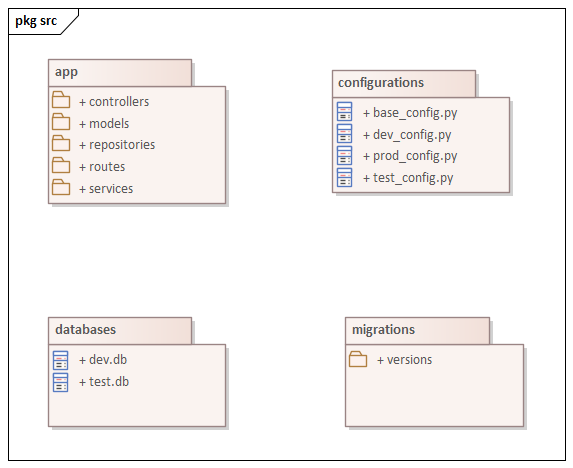 pkg src
app
+ controllers
+ models
+ repositories
+ routes
+ services
configurations
+ base_config.py
+ dev_config.py
+ prod_config.py
+ test_config.py
databases
+ dev.db
+ test.db
migrations
+ versions